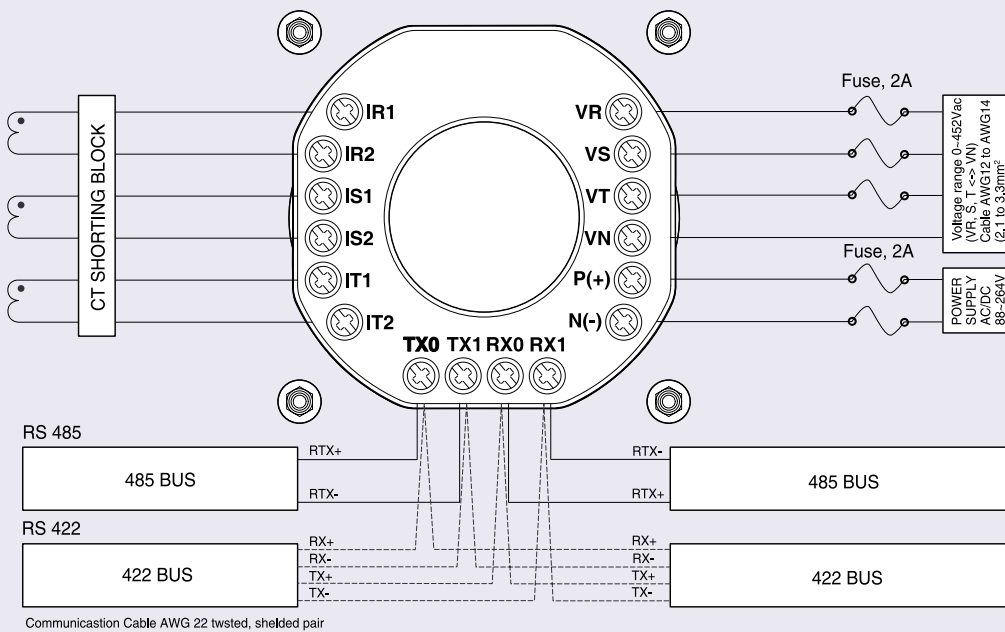 IR1
IR2
IS1
IS2
IT1
IT2
CT SHORTING BLOCK
VR
VS
VT
VN
P(+)
N(-)
Fuse, 2A
Fuse, 2A
Voltage range 0~452Vac
(VR, S, T <-> VN)
Cable AWG12 to AWG14
(2,1 to 3,3mm²
POWER
SUPPLY
AC/DC
88~264V
TX0 TX1 RX0 RX1
RS 485
485 BUS
RTX+
RTX-
RTX-
RTX+
485 BUS
RS 422
422 BUS
RX+
RX-
TX+
TX-
RX+
RX-
TX+
TX-
422 BUS
Communicastion Cable AWG 22 twsted, shelded pair